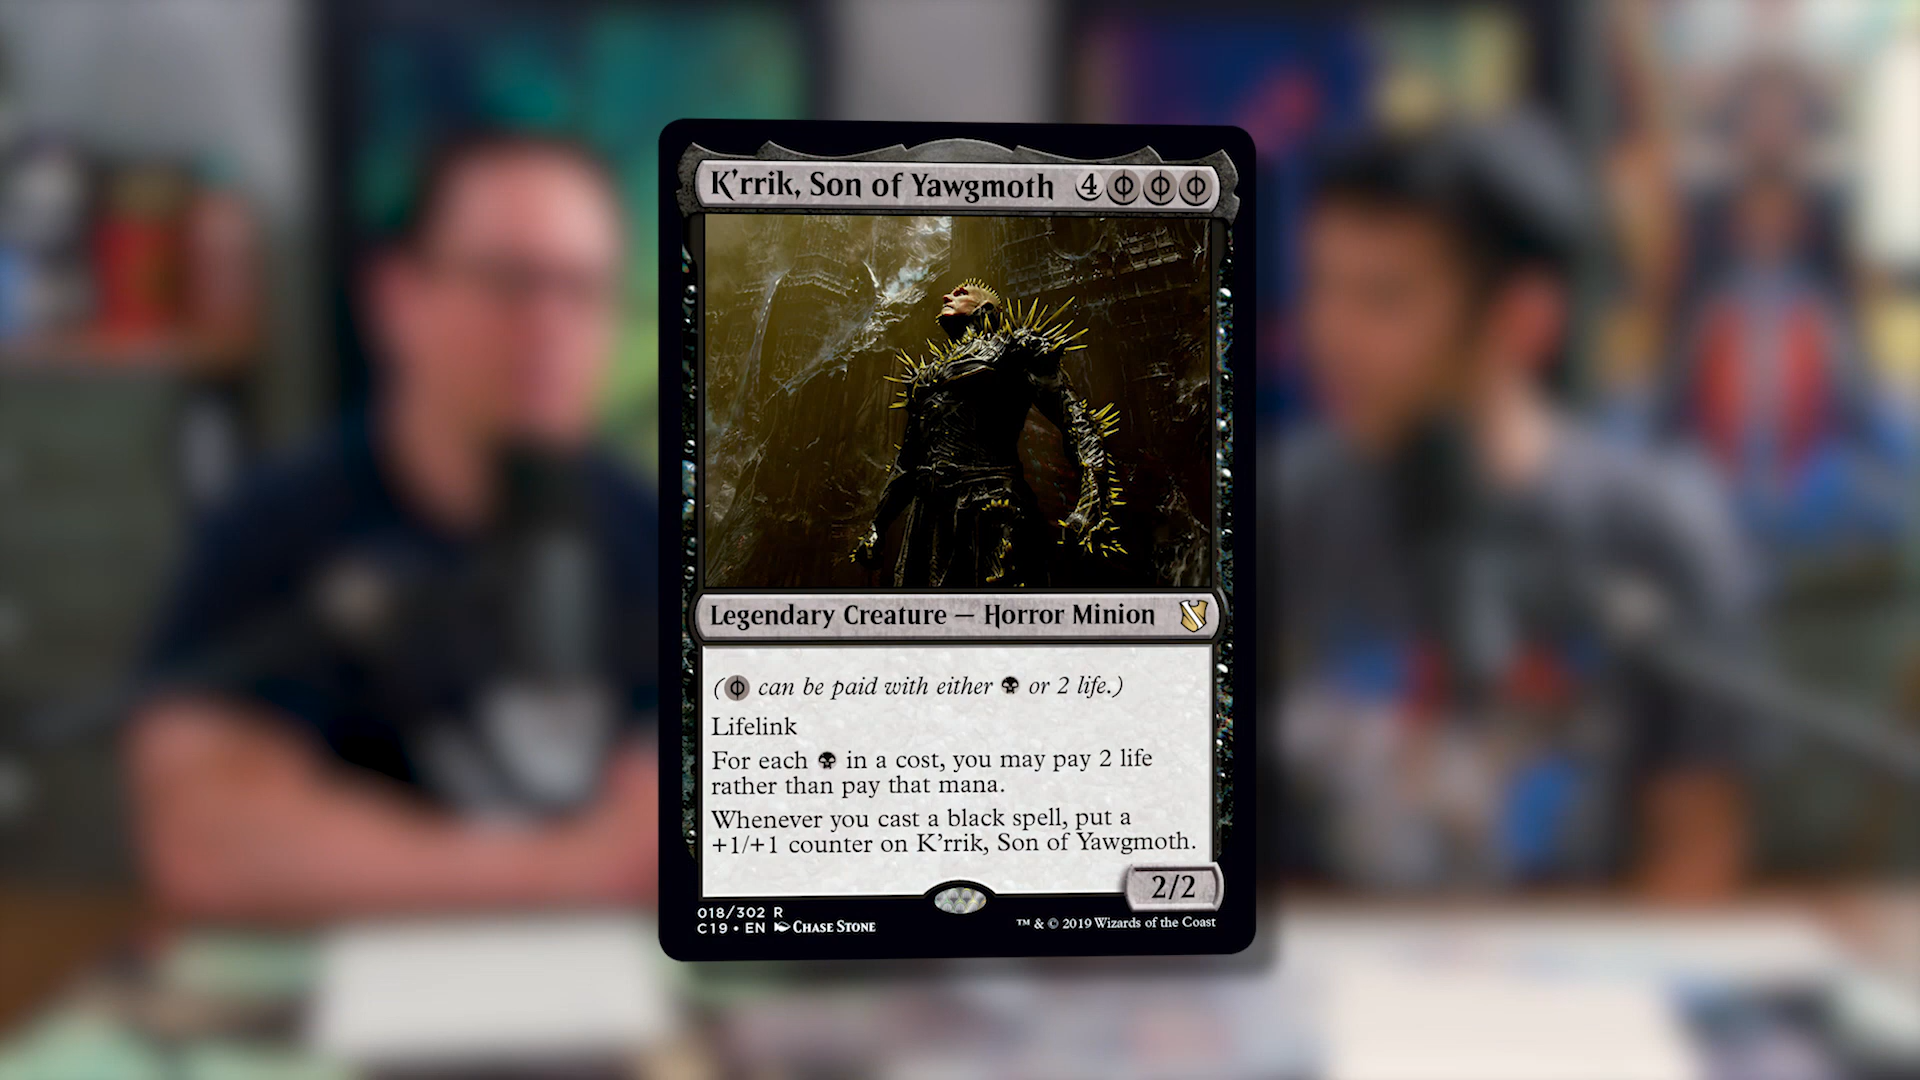 K'rrik, Son of Yawgmoth 4
Legendary Creature — Horror Minion
( can be paid with either or 2 life.)
Lifelink
For each in a cost, you may pay 2 life
rather than pay that mana.
Whenever you cast a black spell, put a
+1/+1 counter on K'rrik, Son of Yawgmoth.
2/2
018/302 R
C19 • EN CHASE STONE
™ & © 2019 Wizards of the Coast